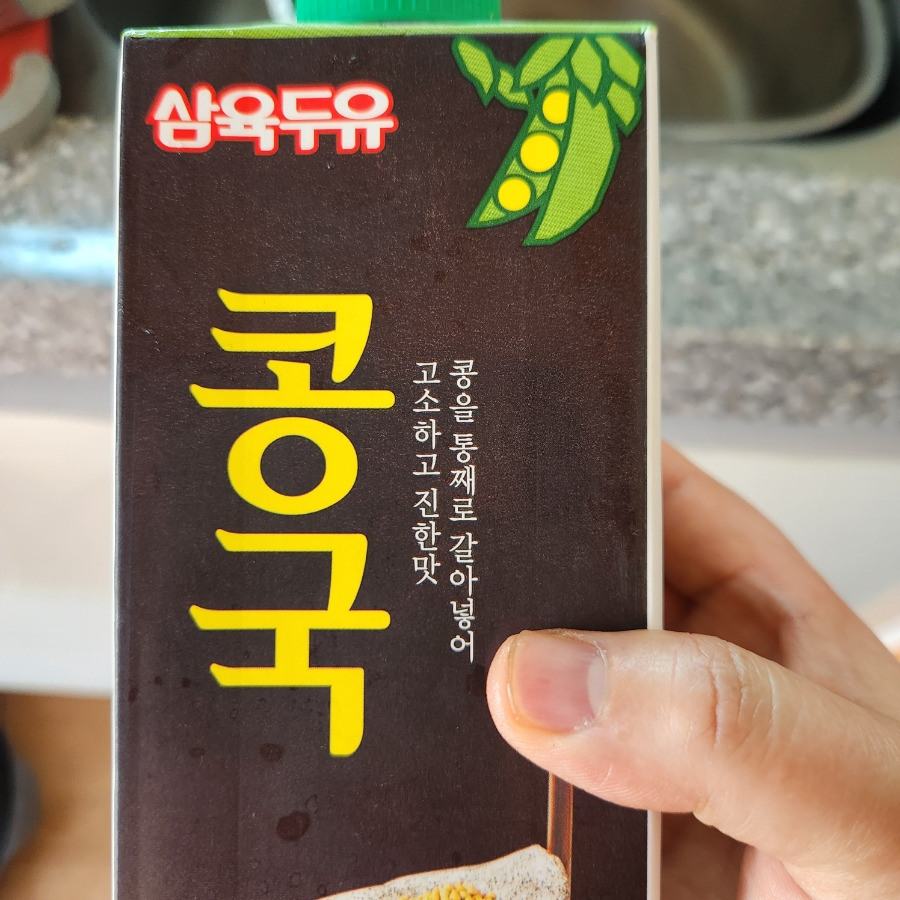 삼육두유
콩국
콩을 통째로 갈아넣어
고소하고 진한맛